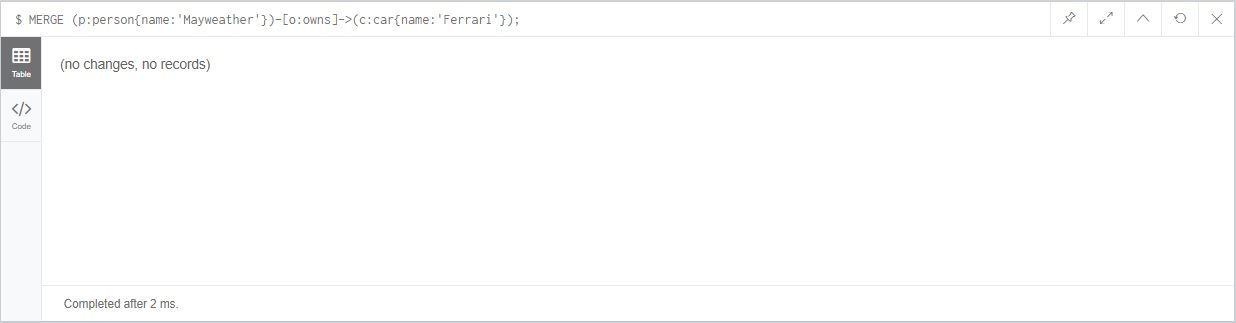 $ MERGE (p:person{name:'Mayweather'})-[o:owns]->(c:car{name:'Ferrari'});
Table
(no changes, no records)
</> 
Code
Completed after 2 ms.